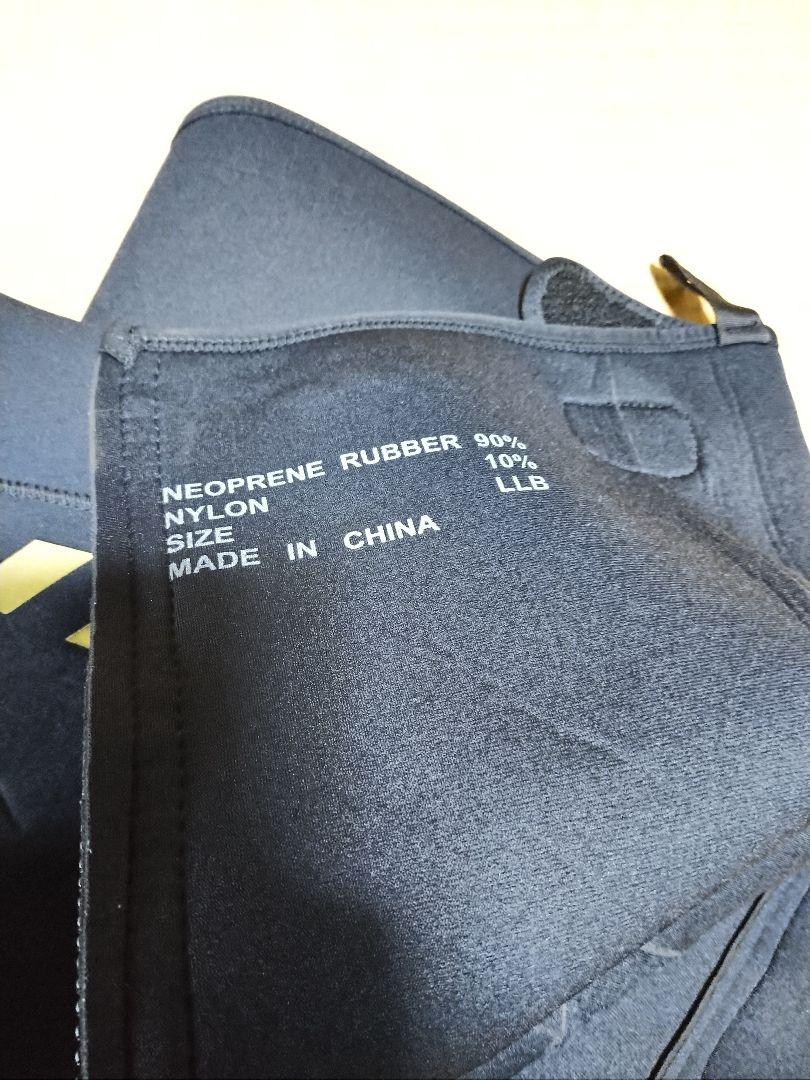 NEOPRENE RUBBER 90%
NYLON 10%
SIZE LLB
MADE IN CHINA